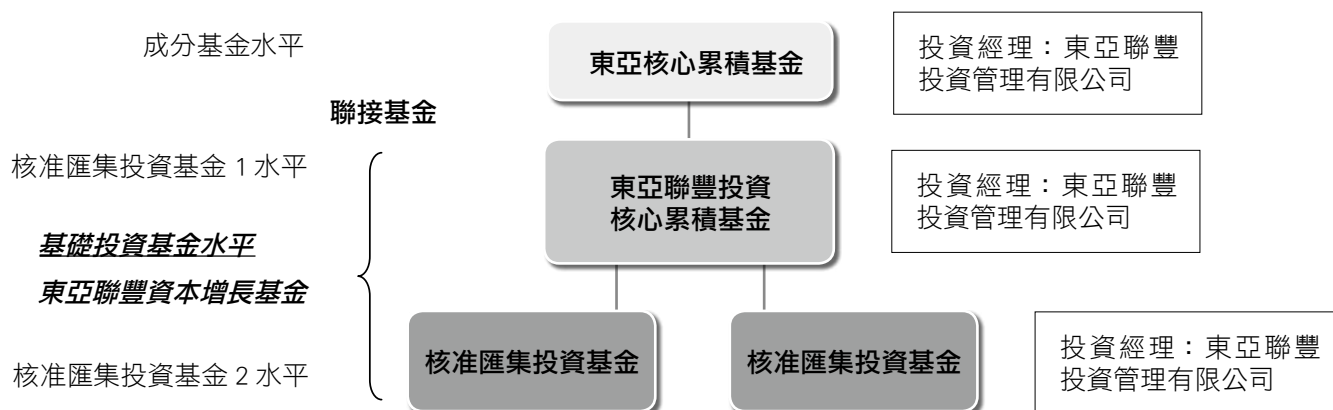 成分基金水平
東亞核心累積基金
投資經理：東亞聯豐
投資管理有限公司
聯接基金
核准匯集投資基金 1 水平
東亞聯豐投資
核心累積基金
投資經理：東亞聯豐
投資管理有限公司
基礎投資基金水平
東亞聯豐資本增長基金
核准匯集投資基金 2 水平
核准匯集投資基金
核准匯集投資基金
投資經理：東亞聯豐
投資管理有限公司